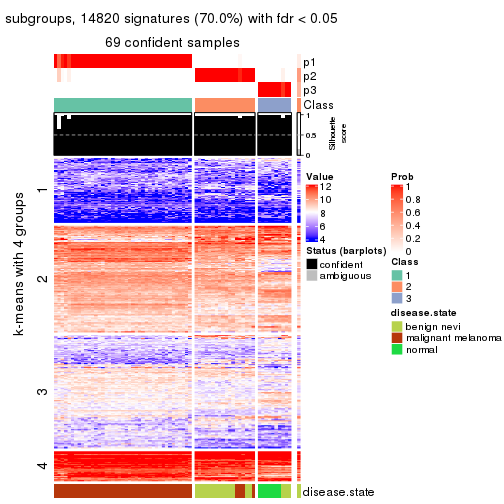 subgroups, 14820 signatures (70.0%) with fdr < 0.05
69 confident samples
p1
p2
p3
Class
1
0.5
0
Silhouette
score
k-means with 4 groups
1
2
3
4
disease.state
Value
12
10
8
6
4
Status (barplots)
confident
ambiguous
Prob
1
0.8
0.6
0.4
0.2
0
Class
1
2
3
disease.state
benign nevi
malignant melanoma
normal